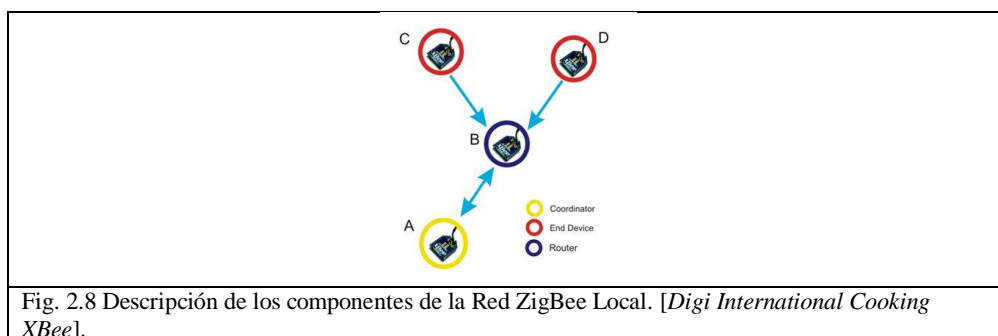 C
D
B
A
Coordinator
End Device
Router
Fig. 2.8 Descripción de los componentes de la Red ZigBee Local. [Digi International Cooking
XBee].